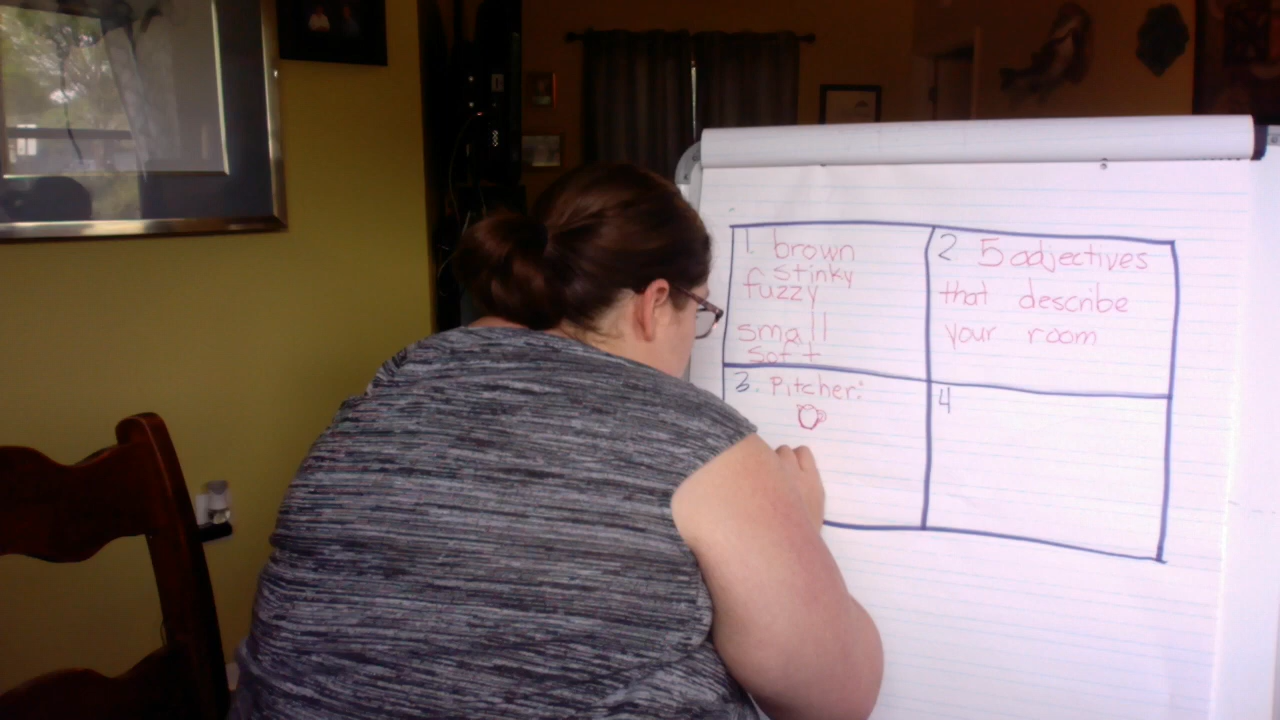 1. brown
stinky
fuzzy
small
soft
2 5 adjectives
that describe
your room
3. Pitcher:
4